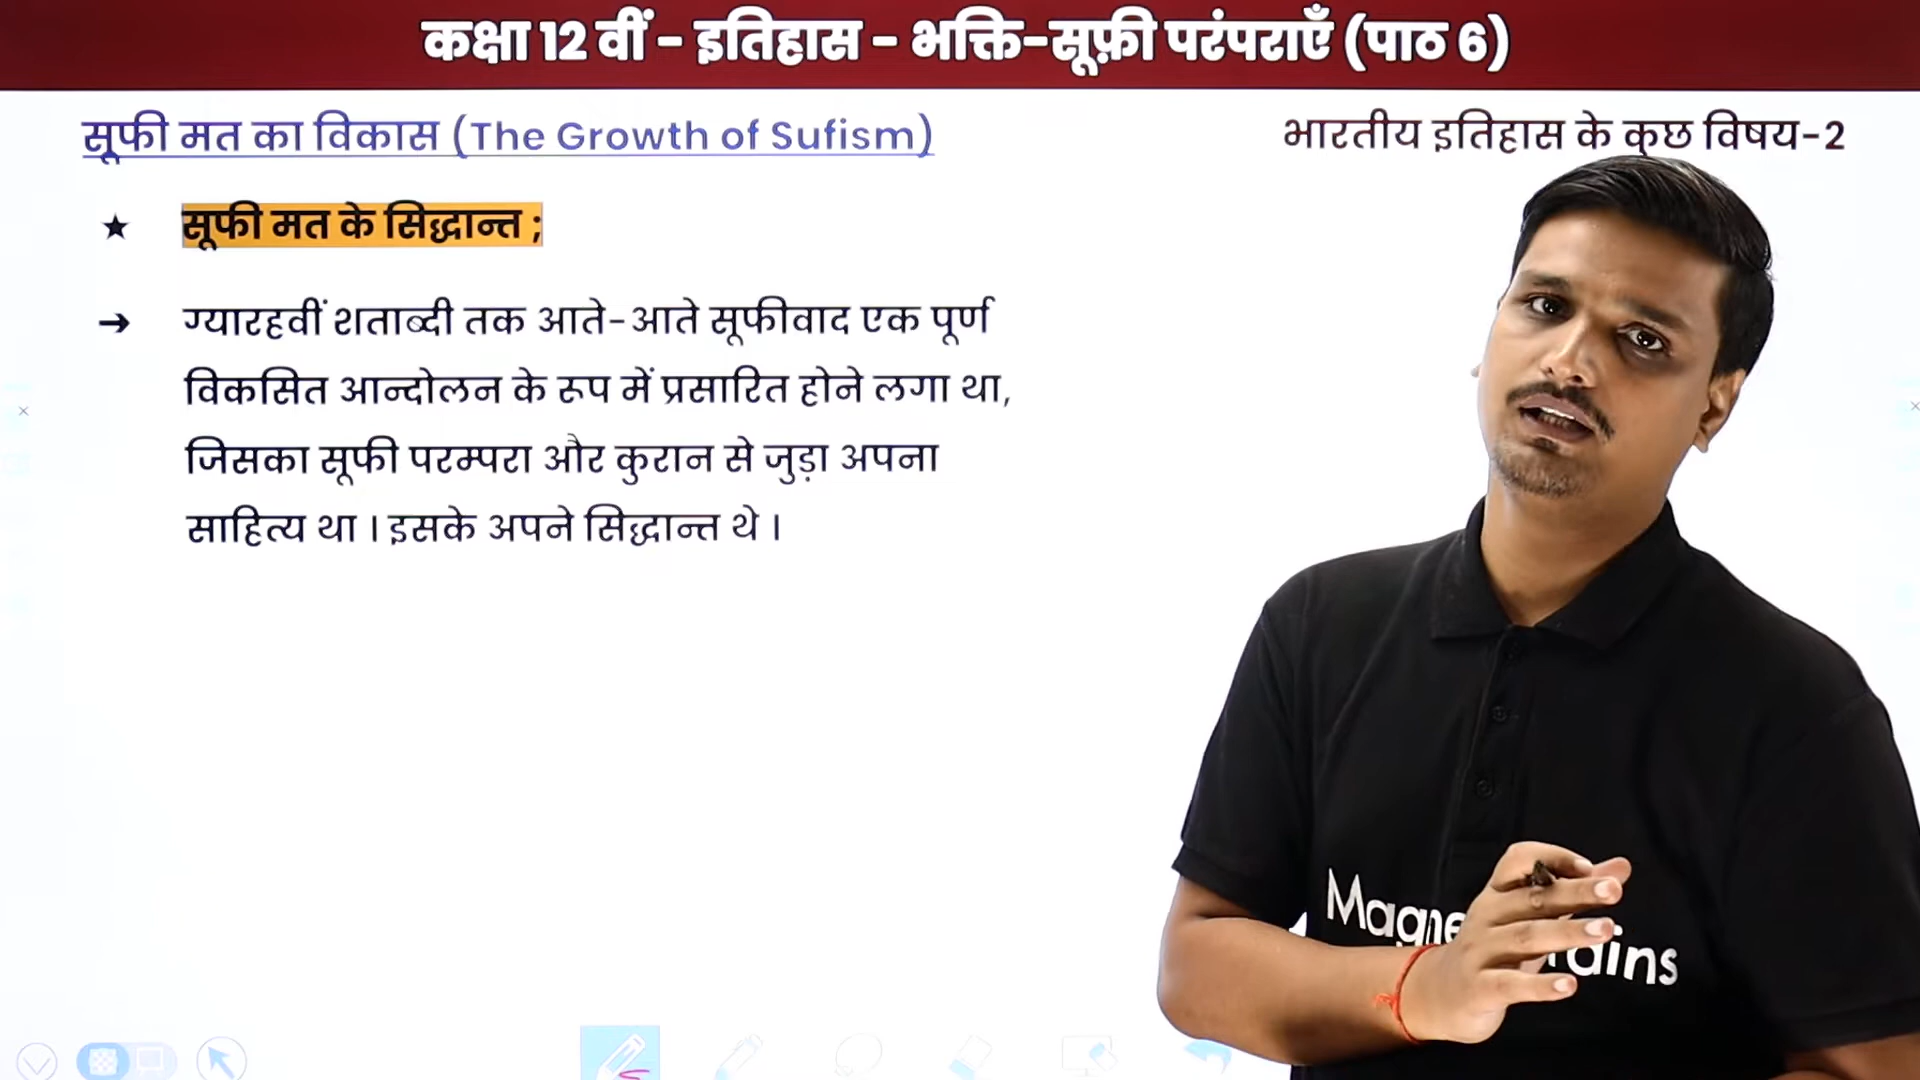 कक्षा 12 वीं - इतिहास - भक्ति-सूफ़ी परंपराएँ (पाठ 6)
सूफी मत का विकास (The Growth of Sufism)
भारतीय इतिहास के कुछ विषय-2
★ सूफी मत के सिद्धान्त ;
→ ग्यारहवीं शताब्दी तक आते-आते सूफीवाद एक पूर्ण
विकसित आन्दोलन के रूप में प्रसारित होने लगा था,
जिसका सूफी परम्परा और कुरान से जुड़ा अपना
साहित्य था । इसके अपने सिद्धान्त थे ।